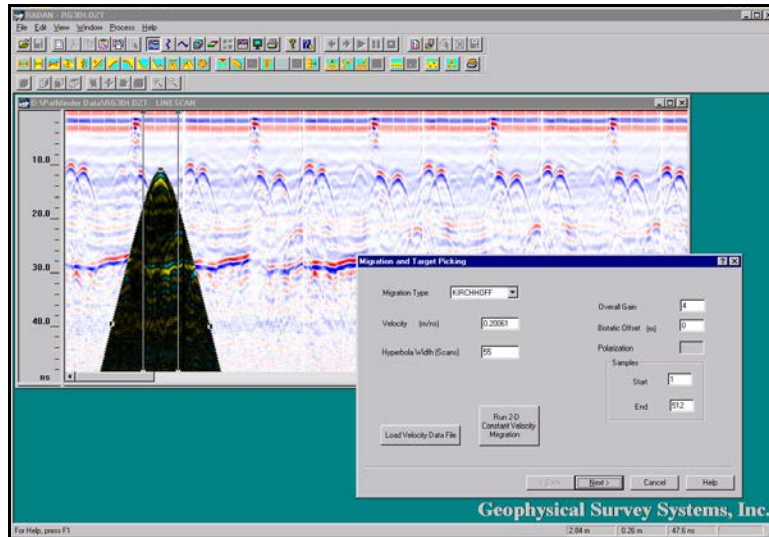 RADAN - RG3Dt.DZT
File Edit View Window Process Help
D:\Pathfinder Data\RG3Dt.DZT : LINESCAN
10.0
20.0
30.0
40.0
ns
Migration and Target Picking
Migration Type
KIRCHHOFF
Overall Gain
4
Velocity (m/ns)
0.20061
Bistatic Offset (m)
0
Hyperbola Width (Scans)
55
Polarization
Samples
Start
1
End
512
Load Velocity Data File
Run 2-D
Constant Velocity
Migration
< Back
Next >
Cancel
Help
Geophysical Survey Systems, Inc.
For Help, press F1
2.84 m
0.26 m
47.6 ns